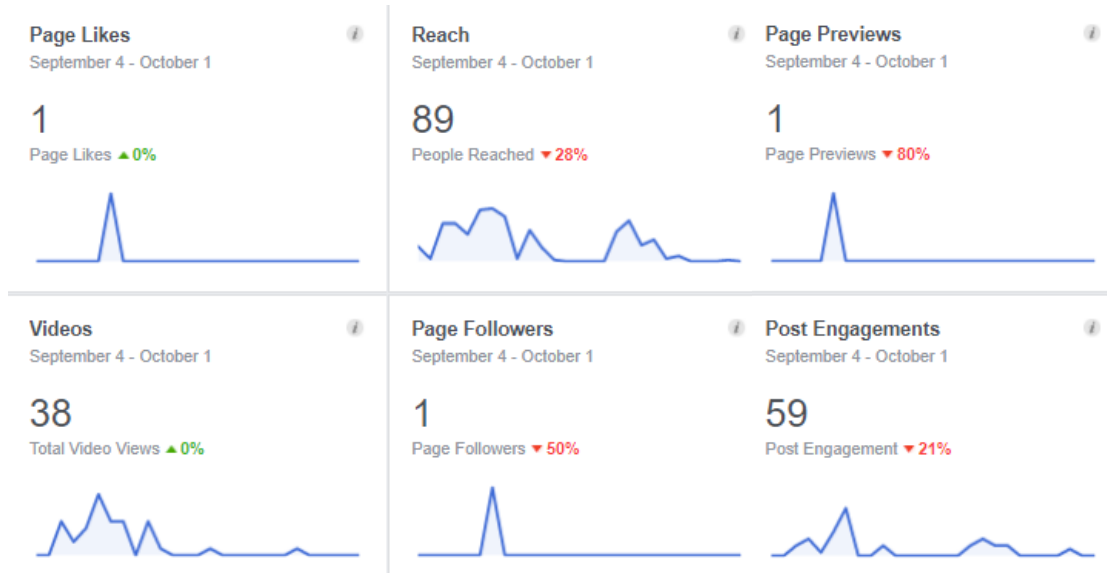 Page Likes
September 4 - October 1
1
Page Likes ▲ 0%
Reach
September 4 - October 1
89
People Reached ▼ 28%
Page Previews
September 4 - October 1
1
Page Previews ▼ 80%
Videos
September 4 - October 1
38
Total Video Views ▲ 0%
Page Followers
September 4 - October 1
1
Page Followers ▼ 50%
Post Engagements
September 4 - October 1
59
Post Engagement ▼ 21%